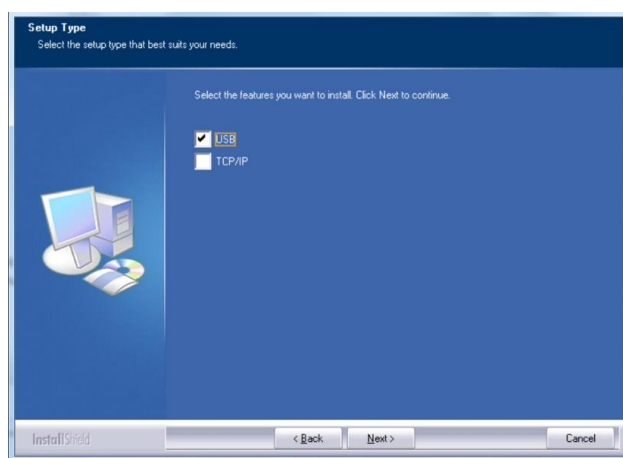 Setup Type
Select the setup type that best suits your needs.
Select the features you want to install. Click Next to continue.
USB
TCP/IP
InstallShield
< Back
Next >
Cancel